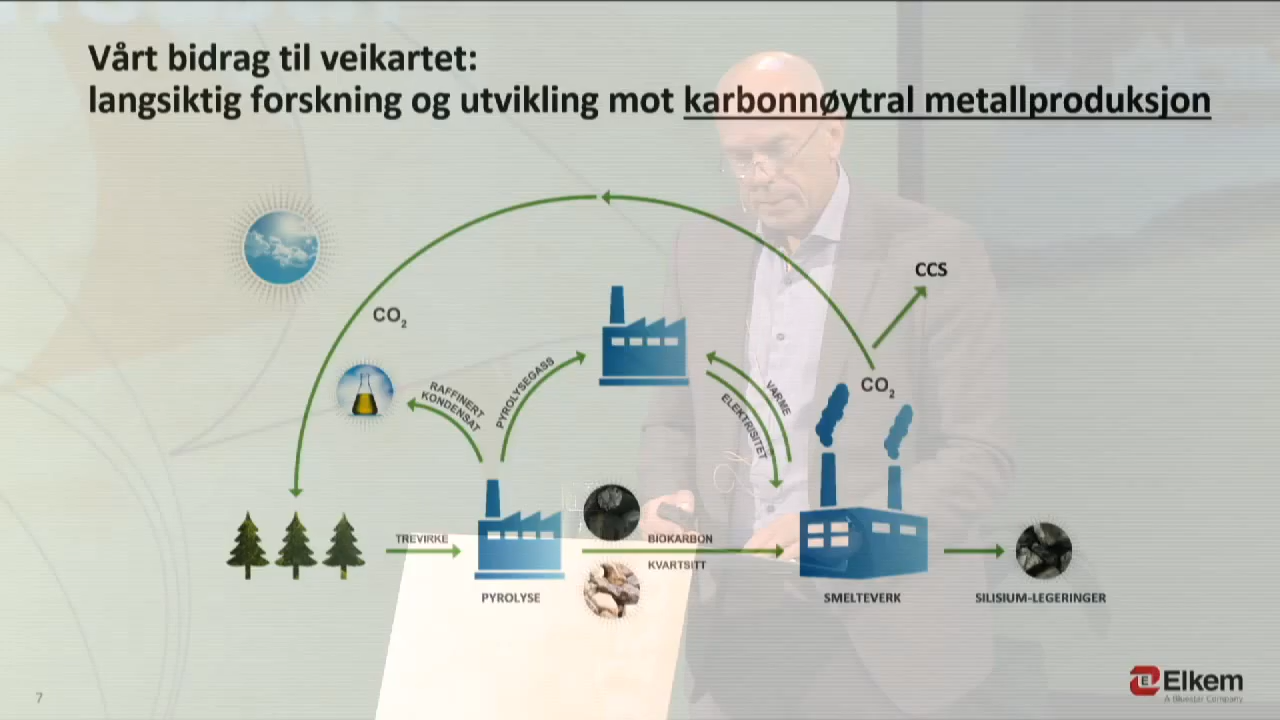 Vårt bidrag til veikartet:
langsiktig forskning og utvikling mot karbonnøytral metallproduksjon
CCS
CO₂
CO₂
RAFFINERT
KONDENSAT
PYROLYSEGASS
VARME
ELEKTRISITET
TREVIRKE
BIOKARBON
KVARTSITT
PYROLYSE
SMELTEVERK
SILISIUM-LEGERINGER
7
Elkem
A Bluestar Company